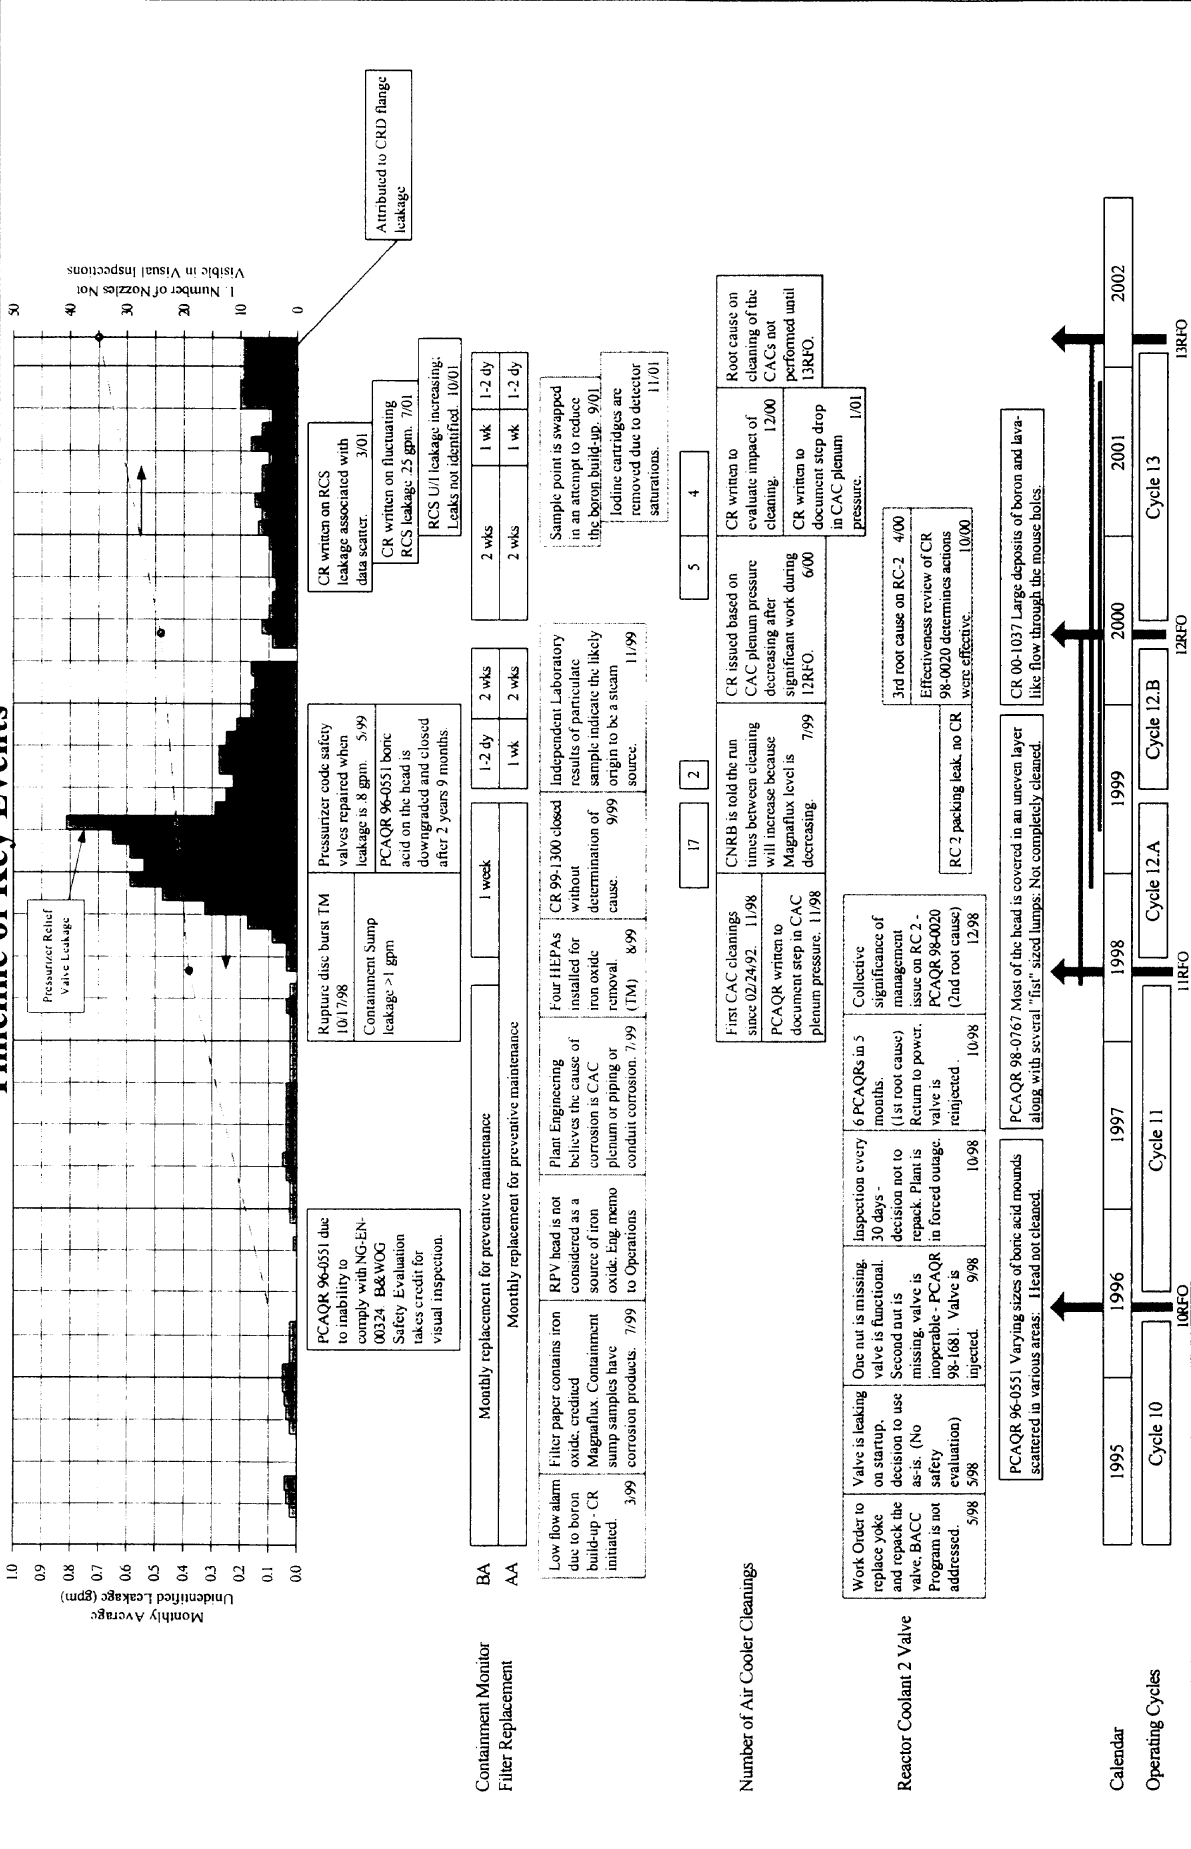 Timeline of Key Events
Monthly Average
Unidentified Leakage (gpm)
1.0
0.9
0.8
0.7
0.6
0.5
0.4
0.3
0.2
0.1
0.0
Pressurizer Relief
Valve Leakage
50
40
30
20
10
0
1. Number of Nozzles Not
Visible in Visual Inspections
Attributed to CRD flange
leakage
PCAQR 96-0551 due
to inability to
comply with NG-EN-
00324. B&WOG
Safety Evaluation
takes credit for
visual inspection.
Rupture disc burst TM
10/17/98
Containment Sump
leakage >1 gpm
Pressurizer code safety
valves repaired when
leakage is .8 gpm. 5/99
PCAQR 96-0551 boric
acid on the head is
downgraded and closed
after 2 years 9 months
CR written on RCS
leakage associated with
data scatter. 3/01
CR written on fluctuating
RCS leakage .25 gpm. 7/01
RCS U/I leakage increasing;
Leaks not identified. 10/01
Containment Monitor
Filter Replacement
BA
Monthly replacement for preventive maintenance
1 week
1-2 dy
2 wks
2 wks
1 wk
1-2 dy
AA
Monthly replacement for preventive maintenance
1 wk
2 wks
2 wks
1 wk
1-2 dy
Low flow alarm
due to boron
build-up - CR
initiated.
3/99
Filter paper contains iron
oxide, credited
Magnaflux. Containment
sump samples have
corrosion products. 7/99
RPV head is not
considered as a
source of iron
oxide. Eng. memo
to Operations
Plant Engineering
believes the cause of
corrosion is CAC
plenum or piping or
conduit corrosion. 7/99
Four HEPAs
installed for
iron oxide
removal.
(TM) 8/99
CR 99-1300 closed
without
determination of
cause. 9/99
Independent Laboratory
results of particulate
sample indicate the likely
origin to be a steam
source. 11/99
Sample point is swapped
in an attempt to reduce
the boron build-up. 9/01
Iodine cartridges are
removed due to detector
saturations. 11/01
Number of Air Cooler Cleanings
17
2
5
4
First CAC cleanings
since 02/24/92. 11/98
PCAQR written to
document step in CAC
plenum pressure. 11/98
CNRB is told the run
times between cleaning
will increase because
Magnaflux level is
decreasing. 7/99
CR issued based on
CAC plenum pressure
decreasing after
significant work during
12RFO. 6/00
CR written to
evaluate impact of
cleaning. 12/00
CR written to
document step drop
in CAC plenum
pressure. 1/01
Root cause on
cleaning of the
CACs not
performed until
13RFO.
Reactor Coolant 2 Valve
Work Order to
replace yoke
and repack the
valve, BACC
Program is not
addressed. 5/98
Valve is leaking
on startup,
decision to use
as-is. (No
safety
evaluation)
5/98
One nut is missing,
valve is functional.
Second nut is
missing, valve is
inoperable - PCAQR
98-1681. Valve is
injected. 9/98
Inspection every
30 days -
decision not to
repack. Plant is
in forced outage.
10/98
6 PCAQRs in 5
months.
(1st root cause)
Return to power.
valve is
reinjected. 10/98
Collective
significance of
management
issue on RC 2 -
PCAQR 98-0020
(2nd root cause)
12/98
RC 2 packing leak, no CR
3rd root cause on RC-2 4/00
Effectiveness review of CR
98-0020 determines actions
were effective. 10/00
PCAQR 96-0551 Varying sizes of boric acid mounds
scattered in various areas: Head not cleaned.
PCAQR 98-0767 Most of the head is covered in an uneven layer
along with several "fist" sized lumps: Not completely cleaned.
CR 00-1037 Large deposits of boron and lava-
like flow through the mouse holes.
Calendar
1995
1996
1997
1998
1999
2000
2001
2002
Operating Cycles
Cycle 10
Cycle 11
Cycle 12.A
Cycle 12.B
Cycle 13
10RFO
11RFO
12RFO
13RFO